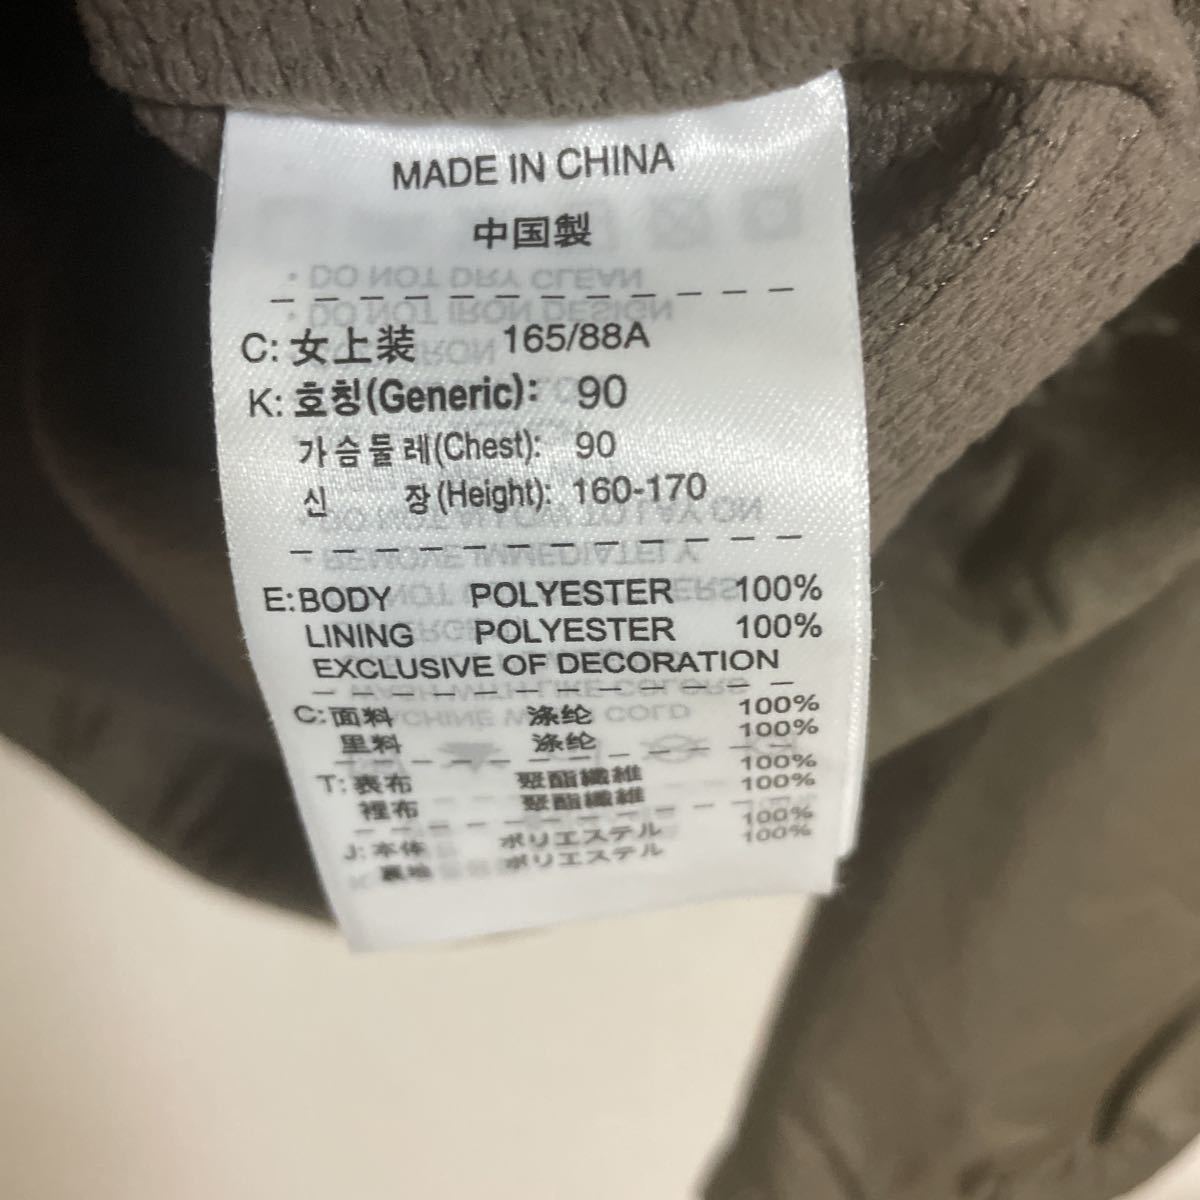 MADE IN CHINA
中国製
C: 女上装 165/88A
K: 호칭(Generic): 90
가슴둘레(Chest): 90
신 장(Height): 160-170
E: BODY POLYESTER 100%
LINING POLYESTER 100%
EXCLUSIVE OF DECORATION
C: 面料 涤纶 100%
里料 涤纶 100%
T: 表布 聚酯纖維 100%
裡布 聚酯纖維 100%
J: 本体 ポリエステル 100%
裏地 ポリエステル 100%